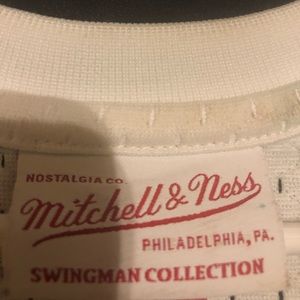 NOSTALGIA CO.
Mitchell & Ness
PHILADELPHIA, PA.
SWINGMAN COLLECTION